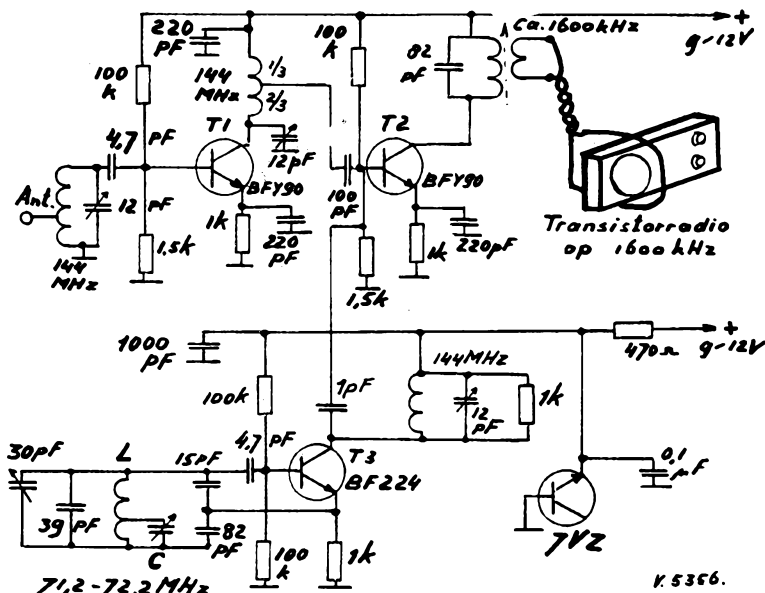 220
PF
100
k
144
MHz
1/3
2/3
100
k
82
pF
Ca. 1600 kHz
+
9-12V
4,7 pF
T1
12pF
T2
BFY90
BFY90
Ant.
12 pF
144
MHz
1,5k
1k
220
PF
100
pF
1,5k
1k
220pF
Transistorradio
op 1600 kHz
1000
PF
100k
1pF
144MHz
12
PF
1k
470Ω
+
9-12V
30pF
L
15pF
4,7 pF
T3
BF224
0,1
µF
39 pF
C
82
PF
100
k
1k
7VZ
71,2-72,2 MHz
V. 5356.